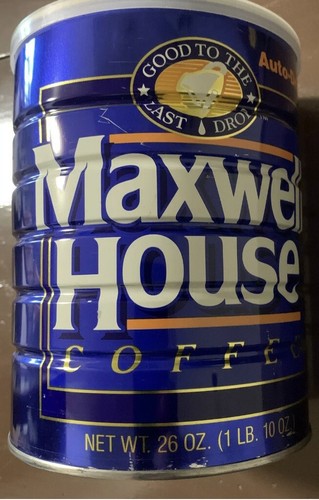 GOOD TO THE
LAST DROP
Auto-D
Maxwell
House
COFFEE
NET WT. 26 OZ. (1 LB. 10 OZ.)